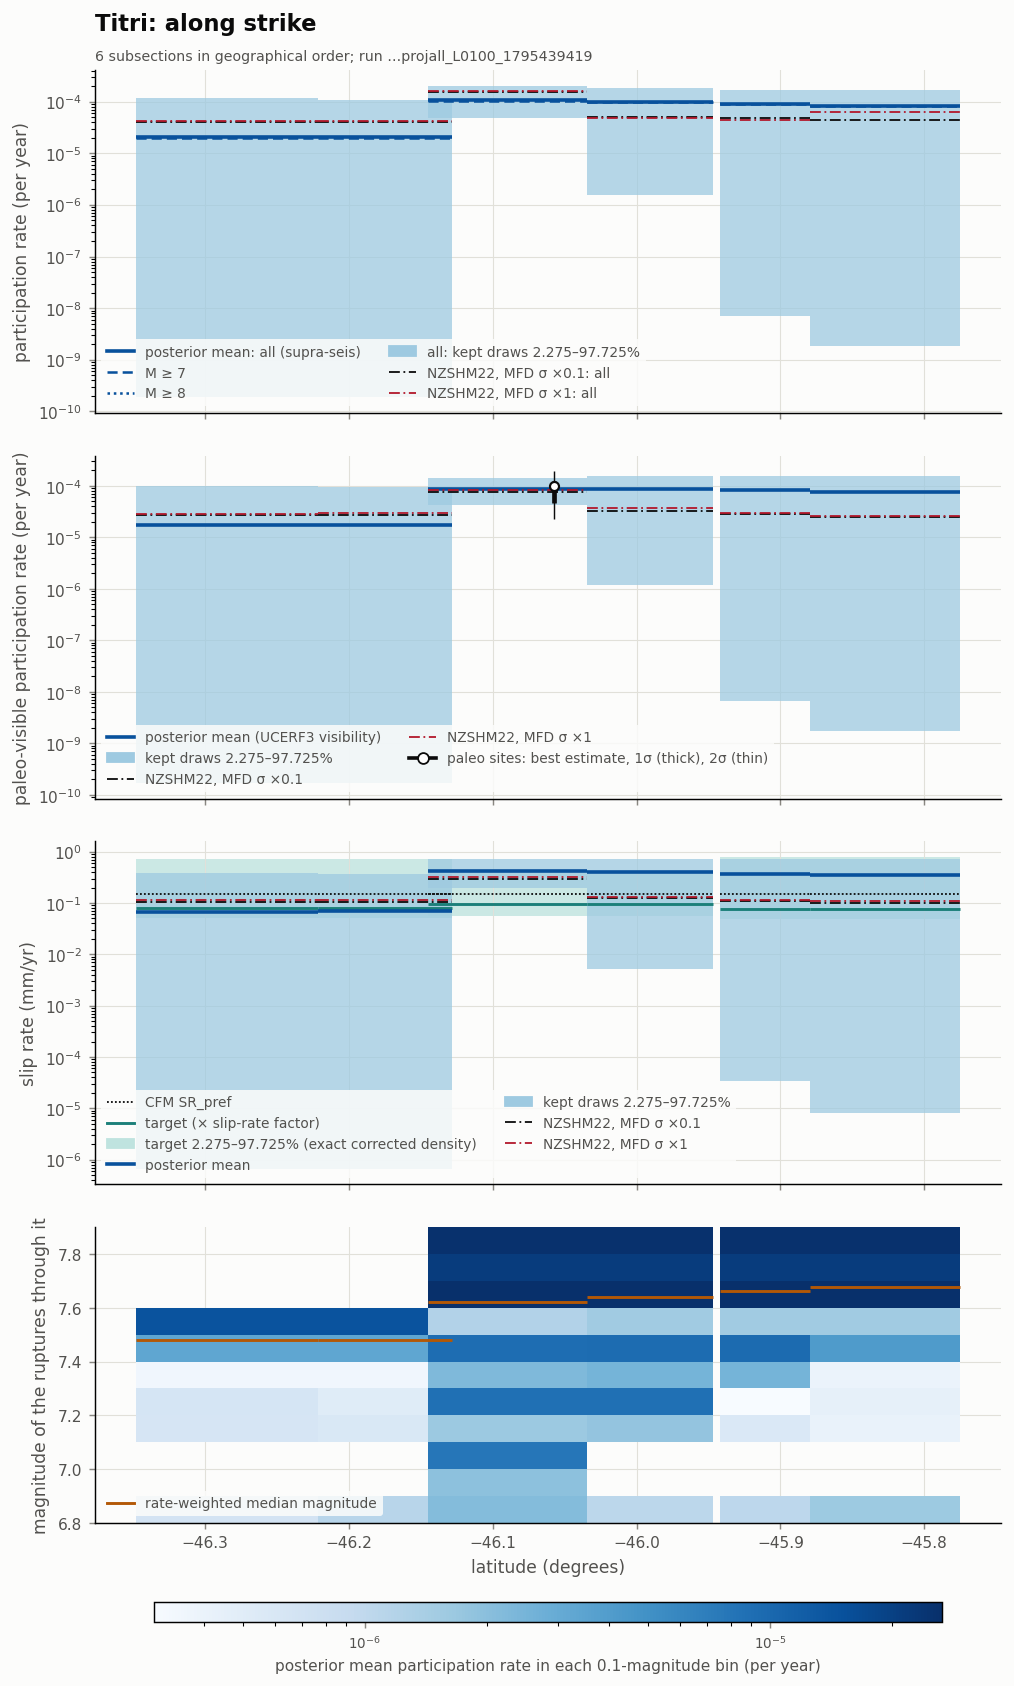 Titri: along strike
6 subsections in geographical order; run ...projall_L0100_1795439419
participation rate (per year)
10⁻⁴
10⁻⁵
10⁻⁶
10⁻⁷
10⁻⁸
10⁻⁹
10⁻¹⁰
posterior mean: all (supra-seis)
M ≥ 7
M ≥ 8
all: kept draws 2.275–97.725%
NZSHM22, MFD σ ×0.1: all
NZSHM22, MFD σ ×1: all
paleo-visible participation rate (per year)
10⁻⁴
10⁻⁵
10⁻⁶
10⁻⁷
10⁻⁸
10⁻⁹
10⁻¹⁰
posterior mean (UCERF3 visibility)
kept draws 2.275–97.725%
NZSHM22, MFD σ ×0.1
NZSHM22, MFD σ ×1
paleo sites: best estimate, 1σ (thick), 2σ (thin)
slip rate (mm/yr)
10⁰
10⁻¹
10⁻²
10⁻³
10⁻⁴
10⁻⁵
10⁻⁶
CFM SR_pref
target (× slip-rate factor)
target 2.275–97.725% (exact corrected density)
posterior mean
kept draws 2.275–97.725%
NZSHM22, MFD σ ×0.1
NZSHM22, MFD σ ×1
magnitude of the ruptures through it
7.8
7.6
7.4
7.2
7.0
6.8
rate-weighted median magnitude
−46.3
−46.2
−46.1
−46.0
−45.9
−45.8
latitude (degrees)
10⁻⁶
10⁻⁵
posterior mean participation rate in each 0.1-magnitude bin (per year)